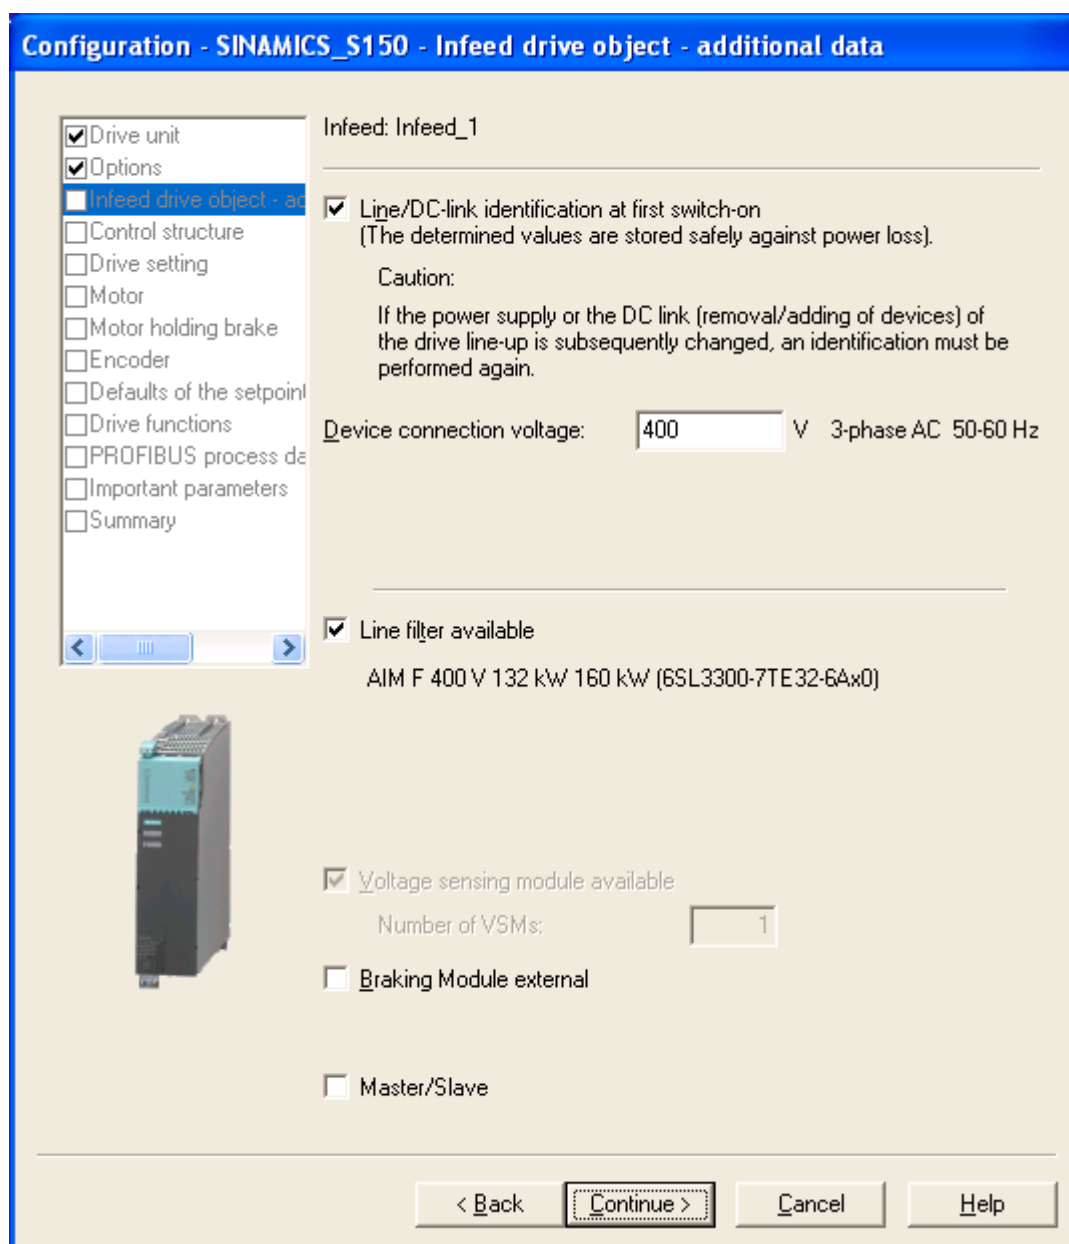 Configuration - SINAMICS_S150 - Infeed drive object - additional data
Drive unit
Options
Infeed drive object - ad
Control structure
Drive setting
Motor
Motor holding brake
Encoder
Defaults of the setpoint
Drive functions
PROFIBUS process da
Important parameters
Summary
Infeed: Infeed_1
Line/DC-link identification at first switch-on
(The determined values are stored safely against power loss).
Caution:
If the power supply or the DC link (removal/adding of devices) of
the drive line-up is subsequently changed, an identification must be
performed again.
Device connection voltage: 400 V 3-phase AC 50-60 Hz
Line filter available
AIM F 400 V 132 kW 160 kW (6SL3300-7TE32-6Ax0)
Voltage sensing module available
Number of VSMs: 1
Braking Module external
Master/Slave
< Back Continue > Cancel Help